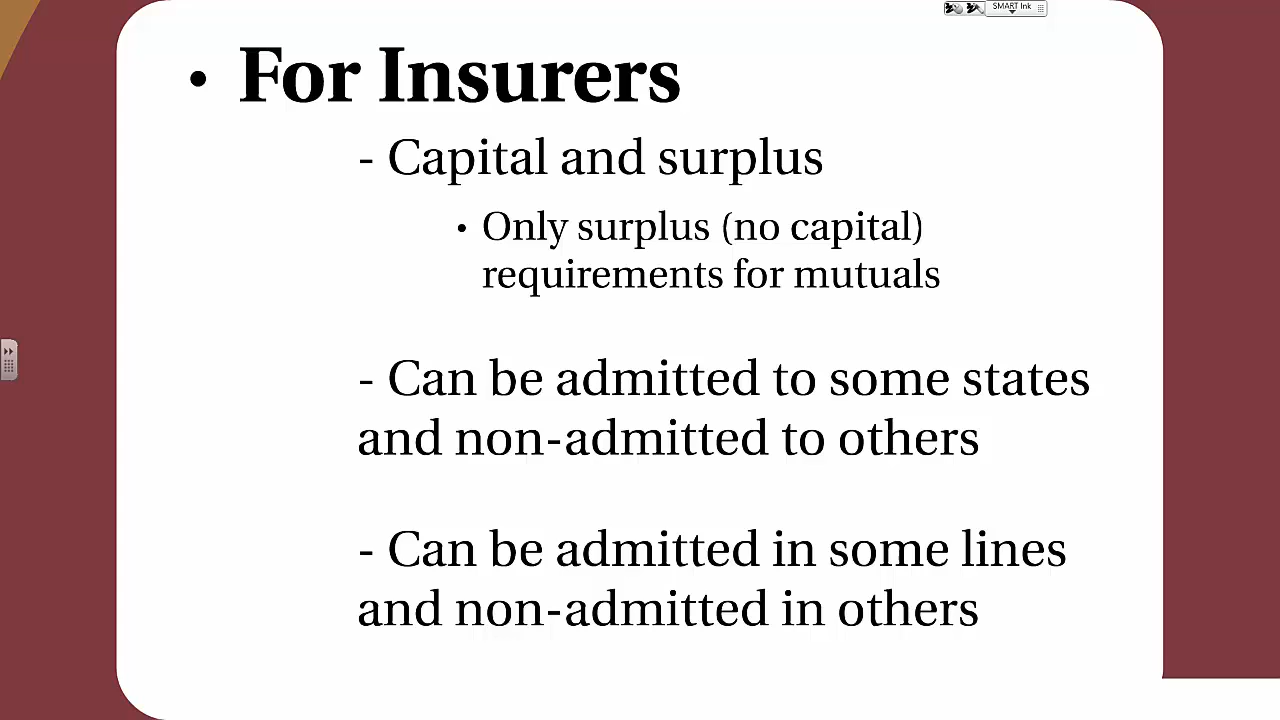 SMART Ink
• For Insurers
- Capital and surplus
• Only surplus (no capital)
requirements for mutuals
- Can be admitted to some states
and non-admitted to others
- Can be admitted in some lines
and non-admitted in others